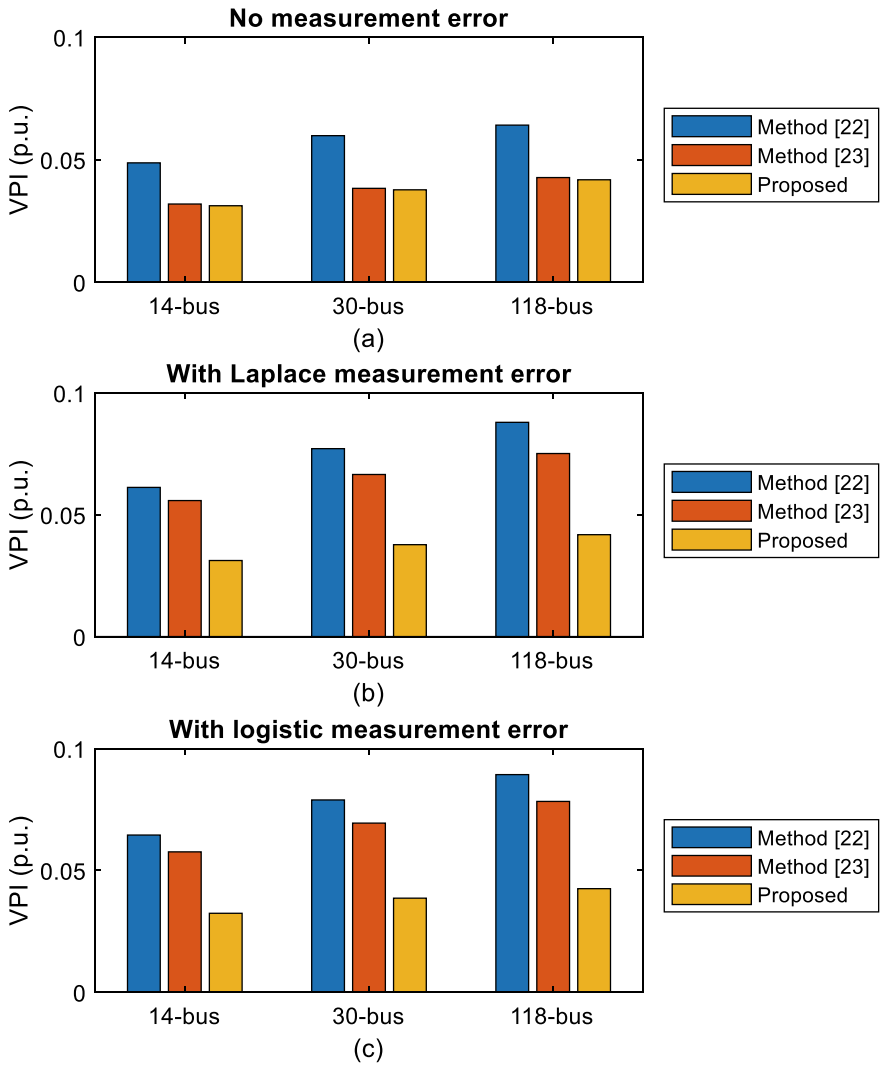 No measurement error
0.1
0.05
0
VPI (p.u.)
14-bus
30-bus
118-bus
(a)
Method [22]
Method [23]
Proposed
With Laplace measurement error
0.1
0.05
0
VPI (p.u.)
14-bus
30-bus
118-bus
(b)
Method [22]
Method [23]
Proposed
With logistic measurement error
0.1
0.05
0
VPI (p.u.)
14-bus
30-bus
118-bus
(c)
Method [22]
Method [23]
Proposed